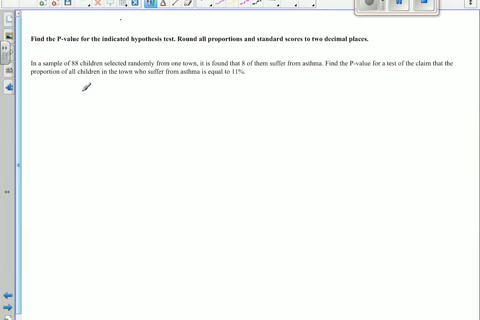 Find the P-value for the indicated hypothesis test. Round all proportions and standard scores to two decimal places.
In a sample of 88 children selected randomly from one town, it is found that 8 of them suffer from asthma. Find the P-value for a test of the claim that the
proportion of all children in the town who suffer from asthma is equal to 11%.